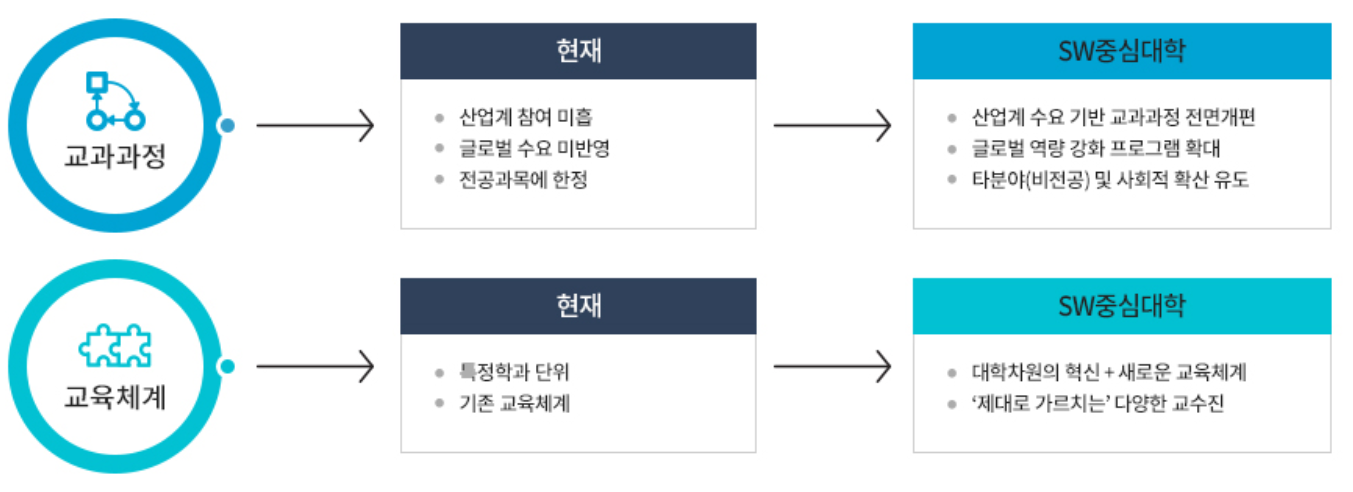 교과과정
현재
산업계 참여 미흡
글로벌 수요 미반영
전공과목에 한정
SW중심대학
산업계 수요 기반 교과과정 전면개편
글로벌 역량 강화 프로그램 확대
타분야(비전공) 및 사회적 확산 유도
교육체계
현재
특정학과 단위
기존 교육체계
SW중심대학
대학차원의 혁신 + 새로운 교육체계
‘제대로 가르치는’ 다양한 교수진